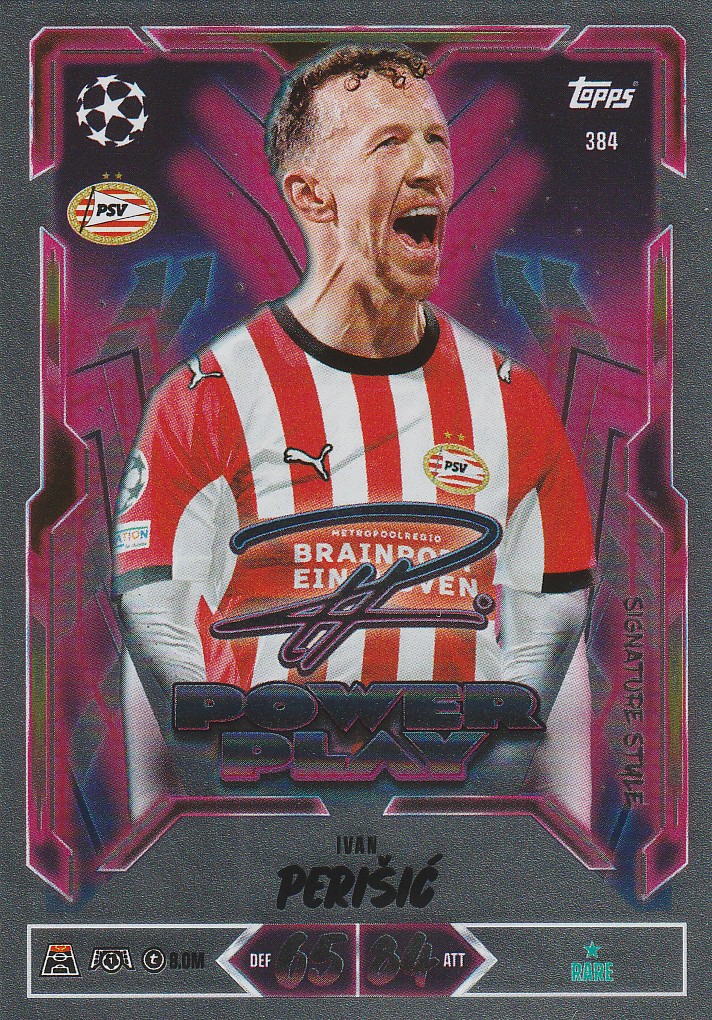 TOPPS
384
PSV
PSV
METROPOOLREGIO
BRAINPO
EINDHOVEN
SIGNATURE STYLE
POWER
PLAY
IVAN
PERIŠIĆ
t 8.0M
DEF 65 84 ATT
RARE